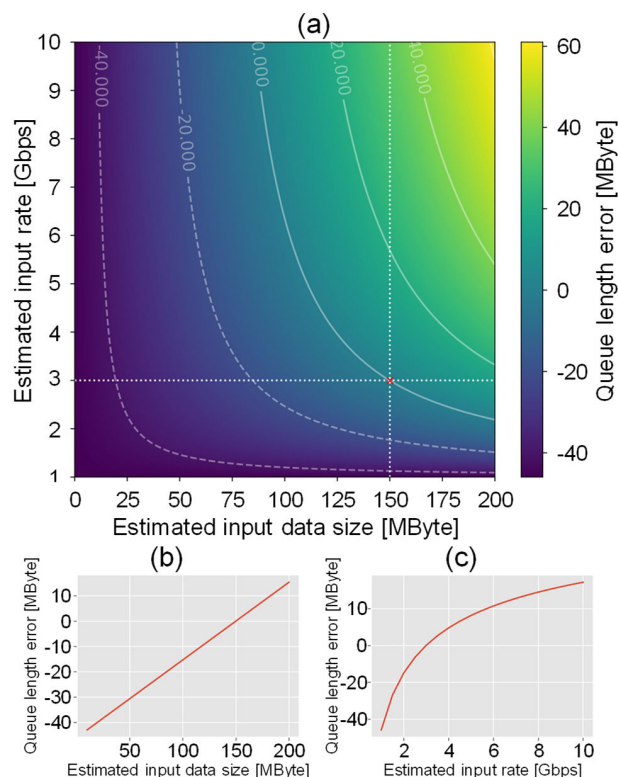 (a)
10
9
8
7
6
5
4
3
2
1
Estimated input rate [Gbps]
-40.000
-20.000
0.000
20.000
40.000
0 25 50 75 100 125 150 175 200
Estimated input data size [MByte]
60
40
20
0
-20
-40
Queue length error [MByte]
(b)
10
0
-10
-20
-30
-40
Queue length error [MByte]
50 100 150 200
Estimated input data size [MByte]
(c)
10
0
-20
-40
Queue length error [MByte]
2 4 6 8 10
Estimated input rate [Gbps]